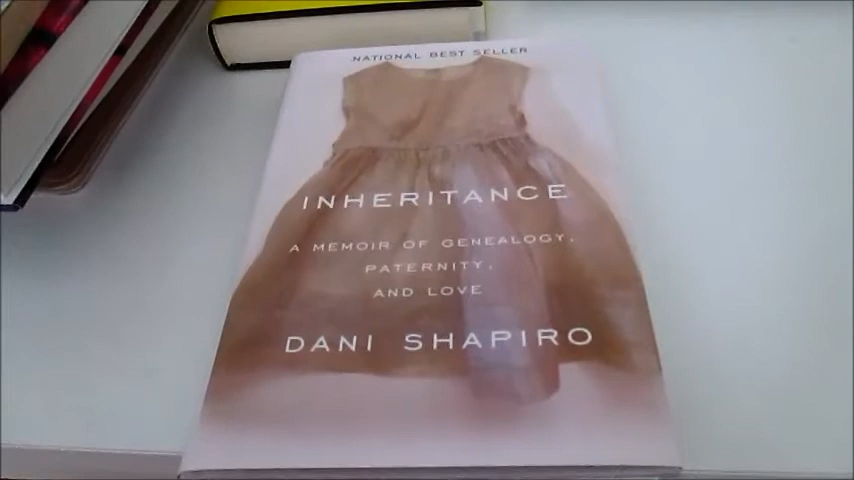 NATIONAL BEST SELLER
INHERITANCE
A MEMOIR OF GENEALOGY,
PATERNITY,
AND LOVE
DANI SHAPIRO